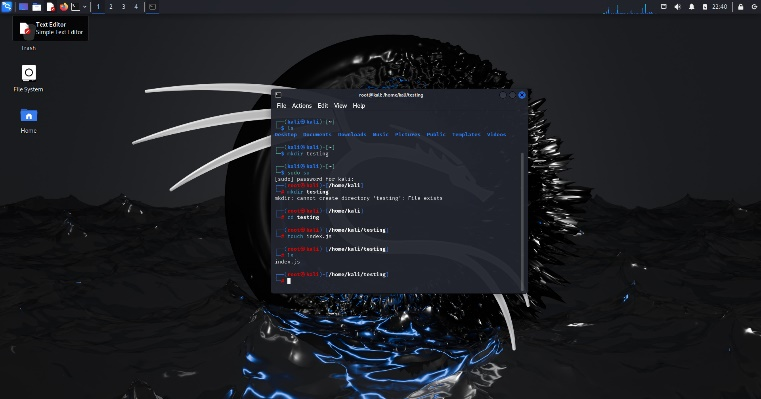 1 2 3 4
22:40
Text Editor
Simple Text Editor
Trash
File System
Home
root@kali:/home/kali/testing
File Actions Edit View Help
┌──(kali㉿kali)-[~]
└─$ ls
Desktop Documents Downloads Music Pictures Public Templates Videos
┌──(kali㉿kali)-[~]
└─$ mkdir testing
┌──(kali㉿kali)-[~]
└─$ sudo su
[sudo] password for kali:
┌──(root㉿kali)-[/home/kali]
└─# mkdir testing
mkdir: cannot create directory 'testing': File exists
┌──(root㉿kali)-[/home/kali]
└─# cd testing
┌──(root㉿kali)-[/home/kali/testing]
└─# touch index.js
┌──(root㉿kali)-[/home/kali/testing]
└─# ls
index.js
┌──(root㉿kali)-[/home/kali/testing]
└─#